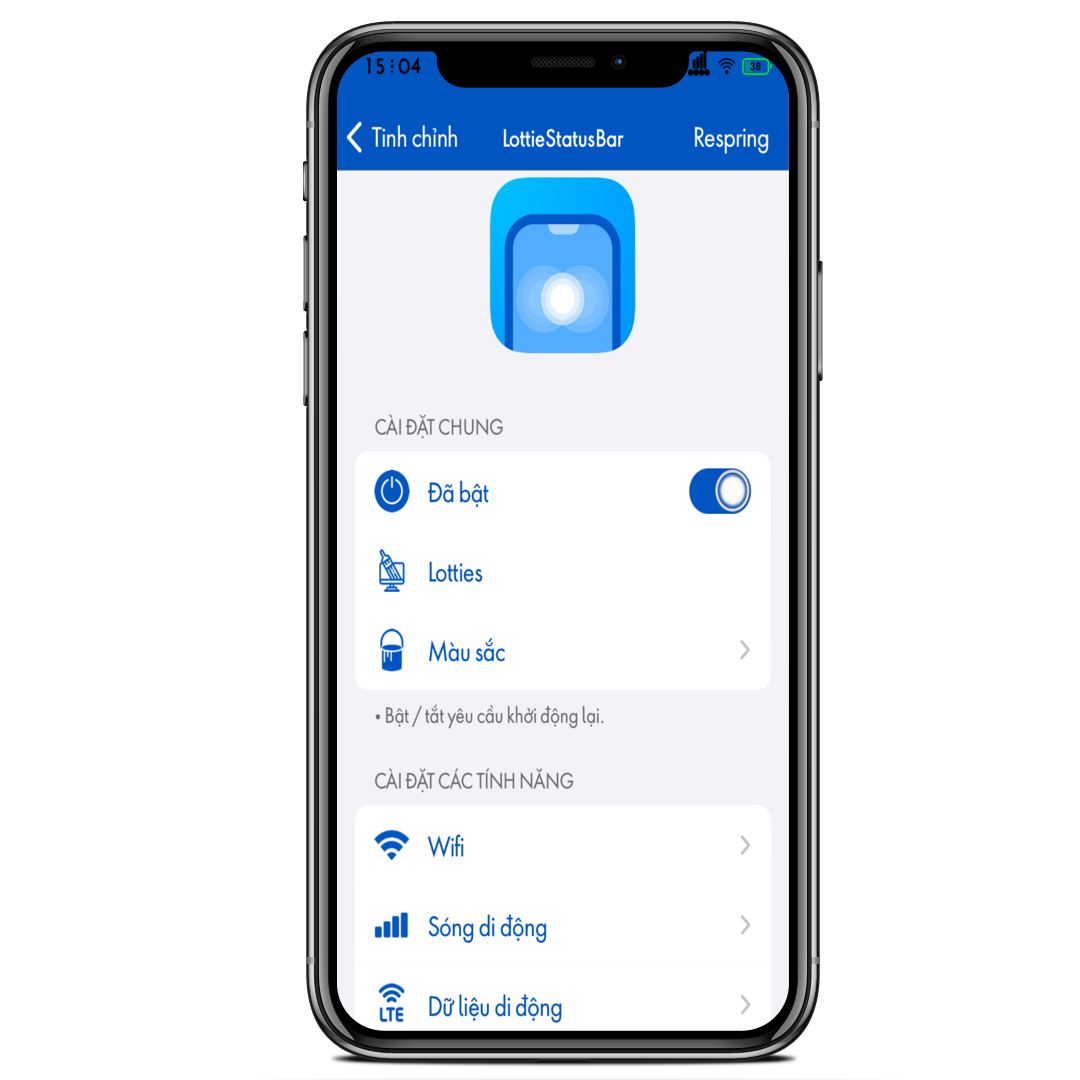 15:04
38
Tinh chỉnh
LottieStatusBar
Respring
CÀI ĐẶT CHUNG
Đã bật
Lotties
Màu sắc
• Bật / tắt yêu cầu khởi động lại.
CÀI ĐẶT CÁC TÍNH NĂNG
Wifi
Sóng di động
LTE
Dữ liệu di động